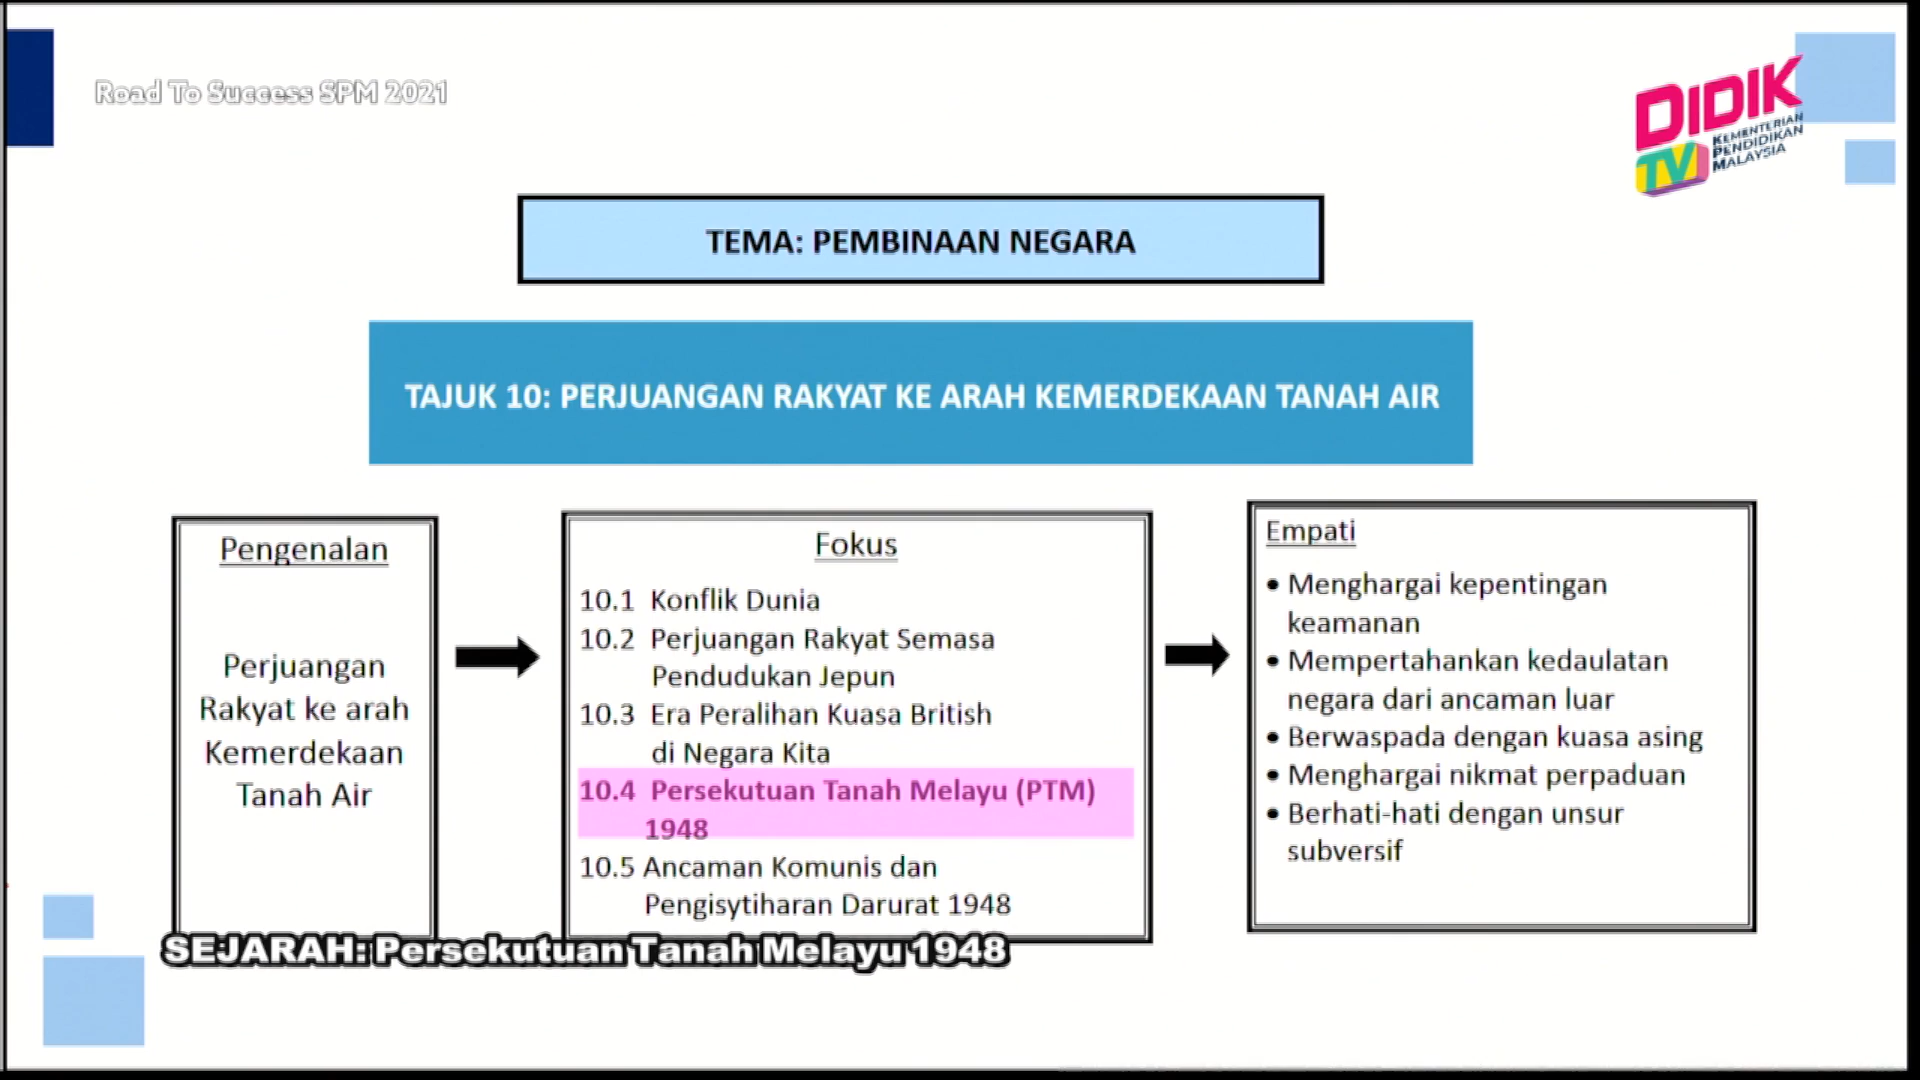 Road To Success SPM 2021
DIDIK
TV
KEMENTERIAN
PENDIDIKAN
MALAYSIA
TEMA: PEMBINAAN NEGARA
TAJUK 10: PERJUANGAN RAKYAT KE ARAH KEMERDEKAAN TANAH AIR
Pengenalan
Perjuangan
Rakyat ke arah
Kemerdekaan
Tanah Air
Fokus
10.1 Konflik Dunia
10.2 Perjuangan Rakyat Semasa
Pendudukan Jepun
10.3 Era Peralihan Kuasa British
di Negara Kita
10.4 Persekutuan Tanah Melayu (PTM)
1948
10.5 Ancaman Komunis dan
Pengisytiharan Darurat 1948
Empati
• Menghargai kepentingan
keamanan
• Mempertahankan kedaulatan
negara dari ancaman luar
• Berwaspada dengan kuasa asing
• Menghargai nikmat perpaduan
• Berhati-hati dengan unsur
subversif
SEJARAH: Persekutuan Tanah Melayu 1948